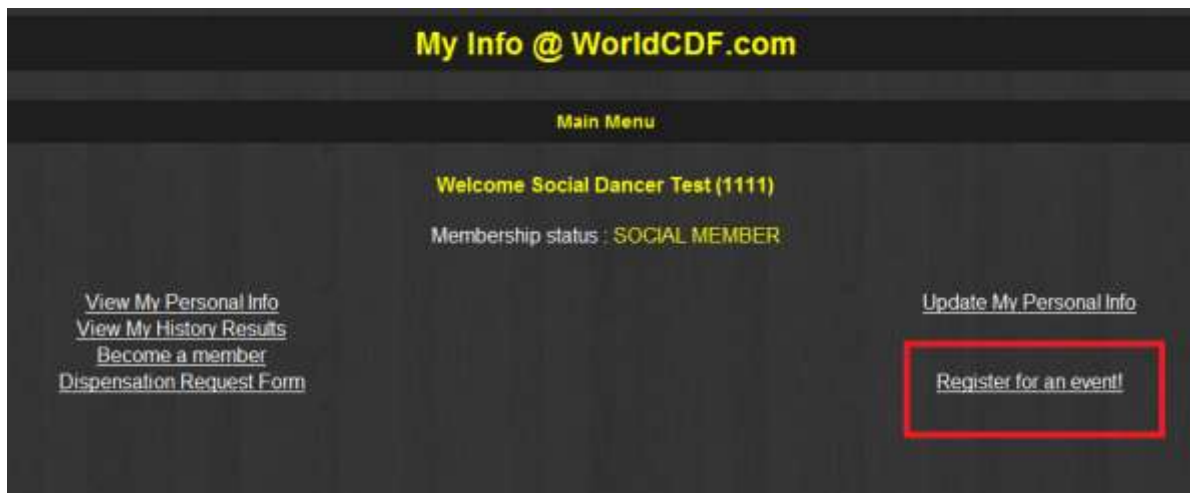 My Info @ WorldCDF.com
Main Menu
Welcome Social Dancer Test (1111)
Membership status : SOCIAL MEMBER
View My Personal Info
View My History Results
Become a member
Dispensation Request Form
Update My Personal Info
Register for an event!